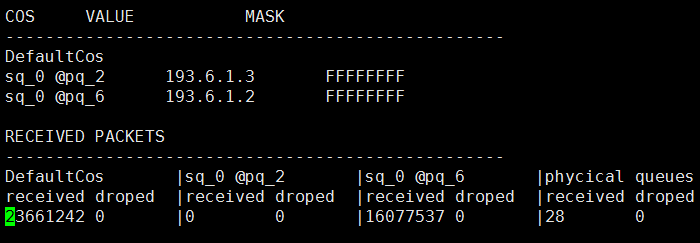 COS VALUE MASK
--------------------------------------------------
DefaultCos
sq_0 @pq_2 193.6.1.3 FFFFFFFF
sq_0 @pq_6 193.6.1.2 FFFFFFFF
RECEIVED PACKETS
--------------------------------------------------
DefaultCos |sq_0 @pq_2 |sq_0 @pq_6 |phycical queues
received droped |received droped |received droped |received droped
23661242 0 |0 0 |16077537 0 |28 0